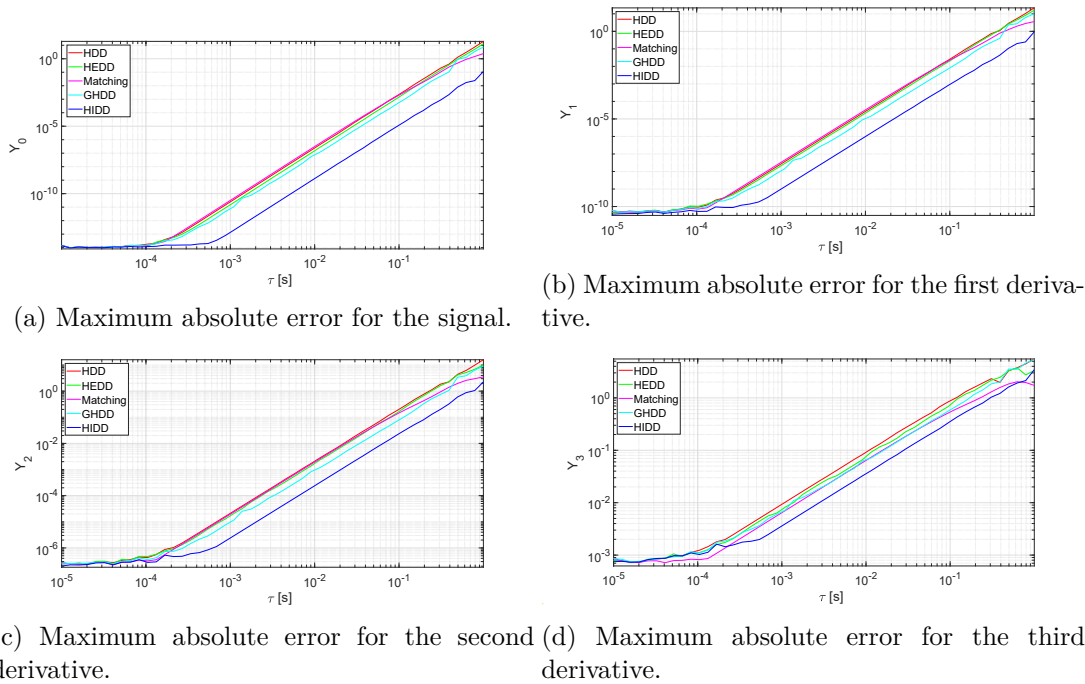 HDD
HEDD
Matching
GHDD
HIDD
10^0
10^-5
10^-10
Y_0
10^-4
10^-3
10^-2
10^-1
τ [s]
(a) Maximum absolute error for the signal.
HDD
HEDD
Matching
GHDD
HIDD
10^0
10^-5
10^-10
Y_1
10^-5
10^-4
10^-3
10^-2
10^-1
τ [s]
(b) Maximum absolute error for the first deriva-
tive.
HDD
HEDD
Matching
GHDD
HIDD
10^0
10^-2
10^-4
10^-6
Y_2
10^-5
10^-4
10^-3
10^-2
10^-1
τ [s]
c) Maximum absolute error for the second
derivative.
HDD
HEDD
Matching
GHDD
HIDD
10^0
10^-1
10^-2
10^-3
Y_3
10^-5
10^-4
10^-3
10^-2
10^-1
τ [s]
(d) Maximum absolute error for the third
derivative.